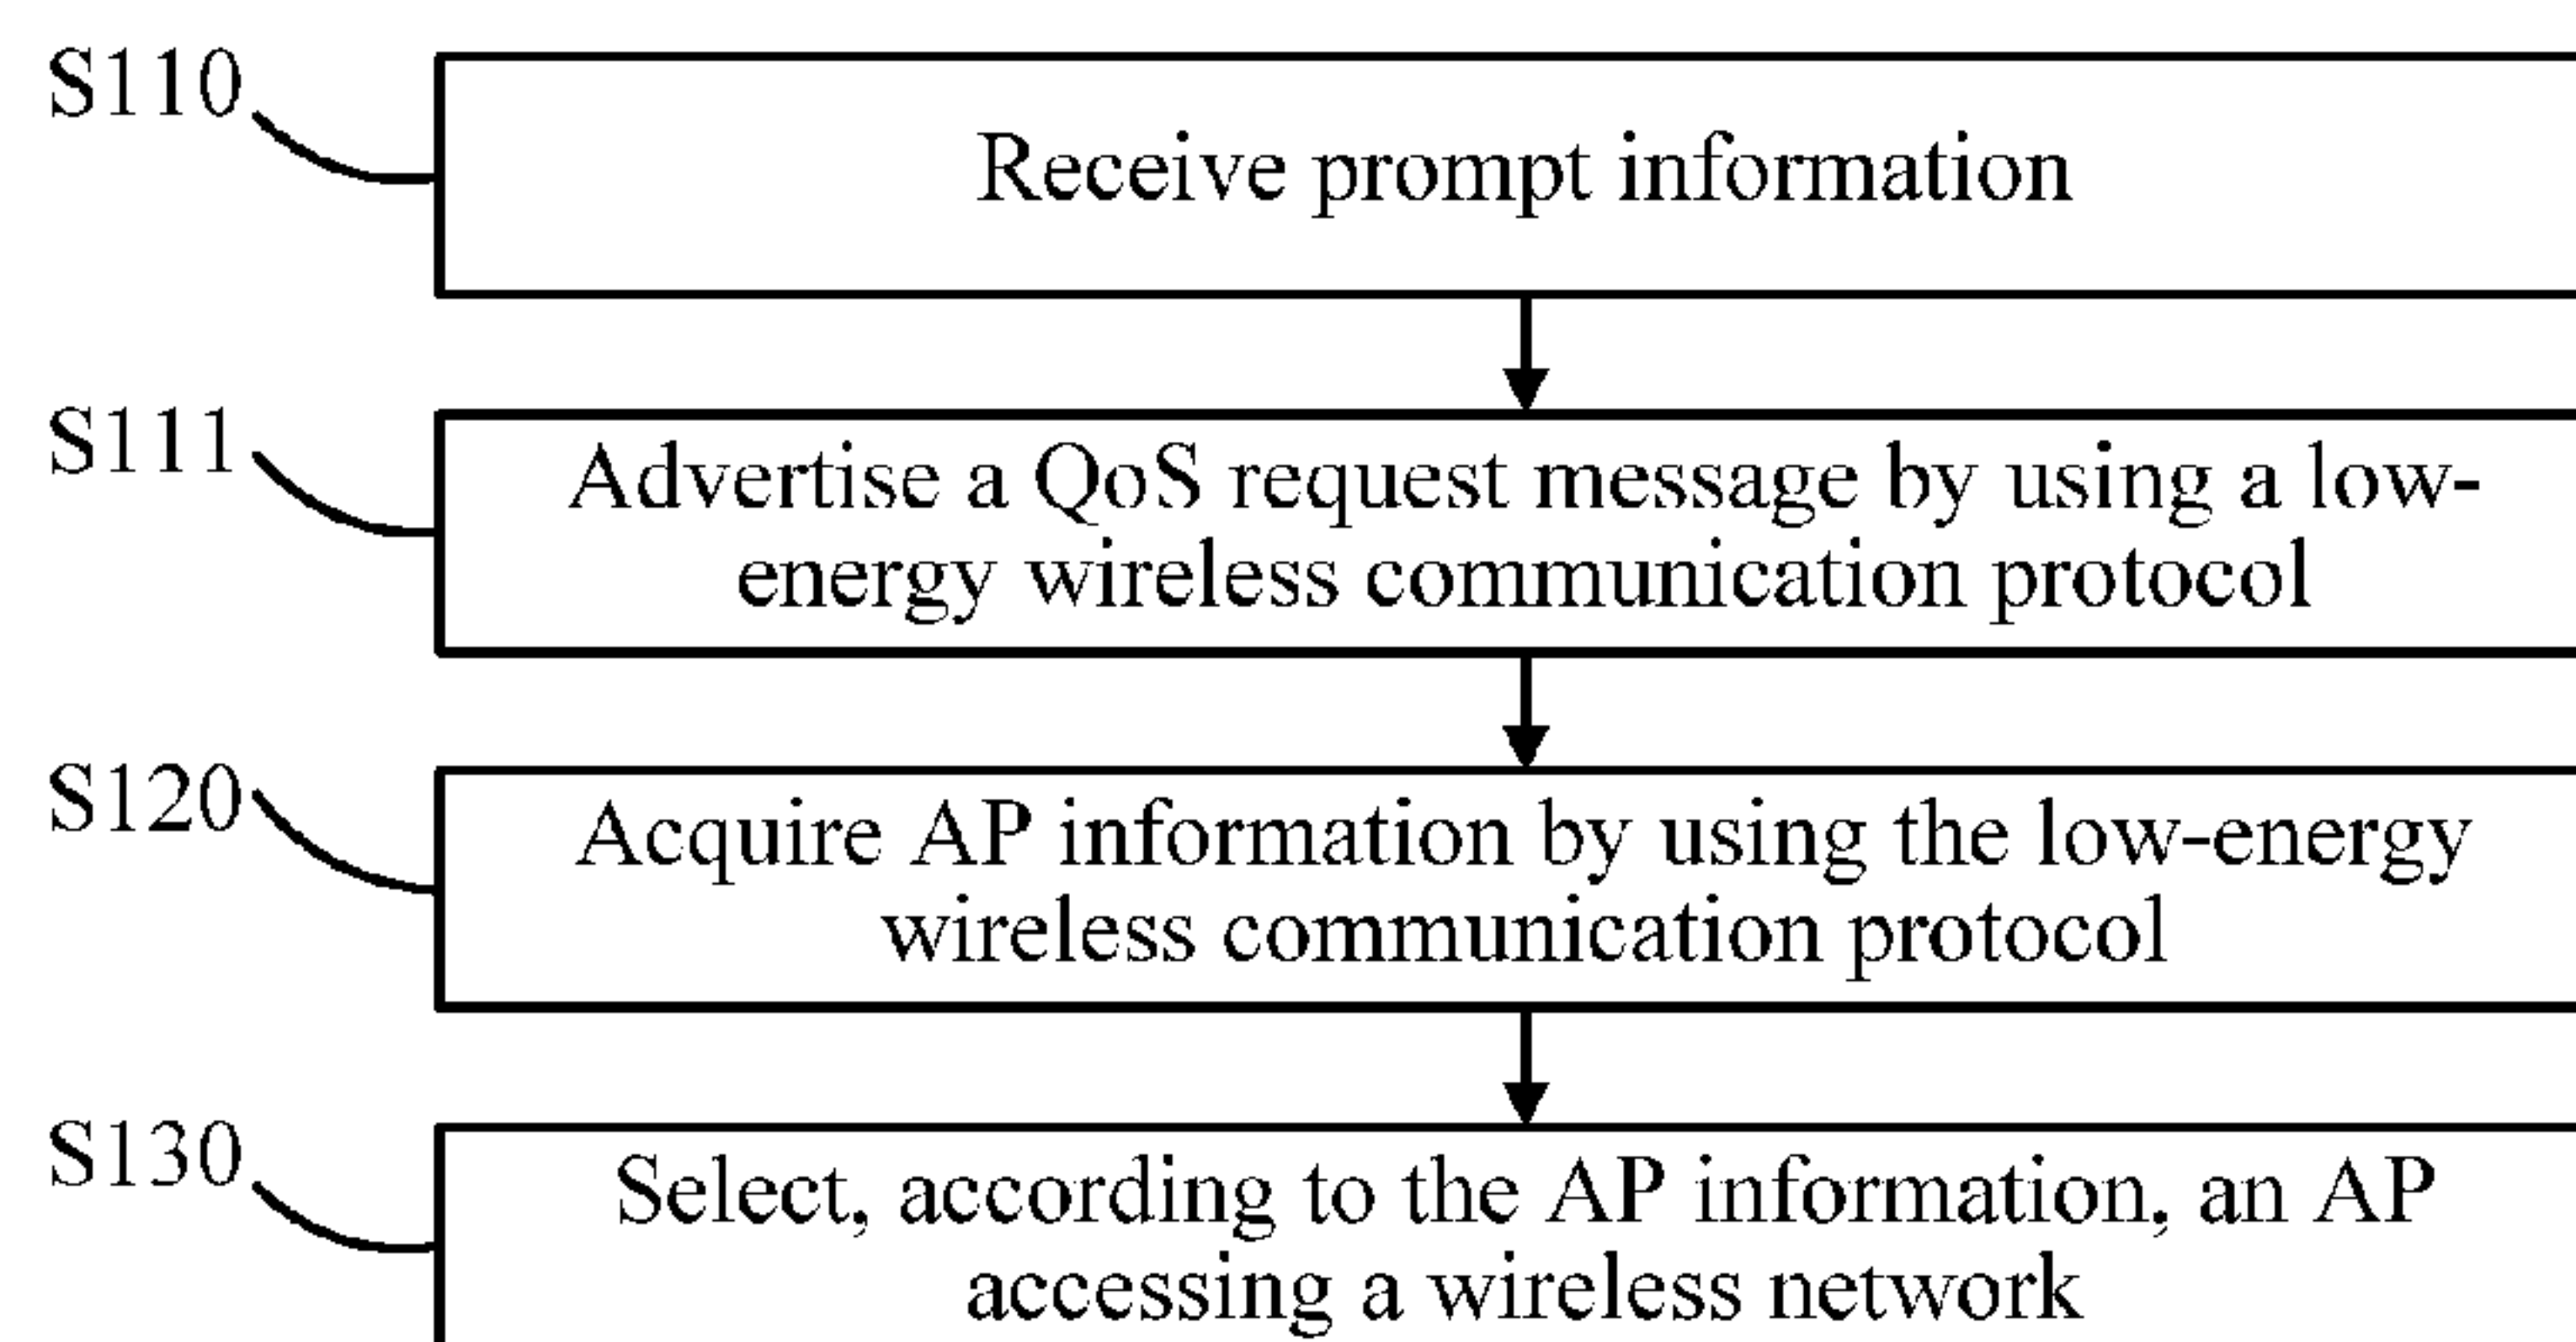 S110
Receive prompt information
S111
Advertise a QoS request message by using a low-
energy wireless communication protocol
S120
Acquire AP information by using the low-energy
wireless communication protocol
S130
Select, according to the AP information, an AP
accessing a wireless network